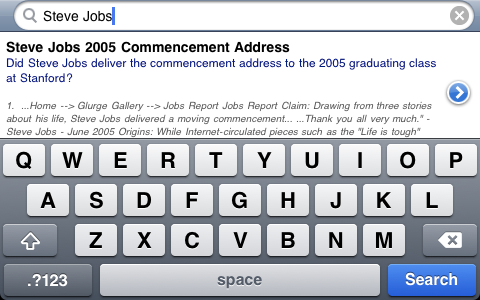 Steve Jobs
Steve Jobs 2005 Commencement Address
Did Steve Jobs deliver the commencement address to the 2005 graduating class
at Stanford?
1. ...Home --> Glurge Gallery --> Jobs Report Jobs Report Claim: Drawing from three stories
about his life, Steve Jobs delivered a moving commencement... ...Thank you all very much." -
Steve Jobs - June 2005 Origins: While Internet-circulated pieces such as the "Life is tough"
Q W E R T Y U I O P
A S D F G H J K L
Z X C V B N M
.?123 space Search